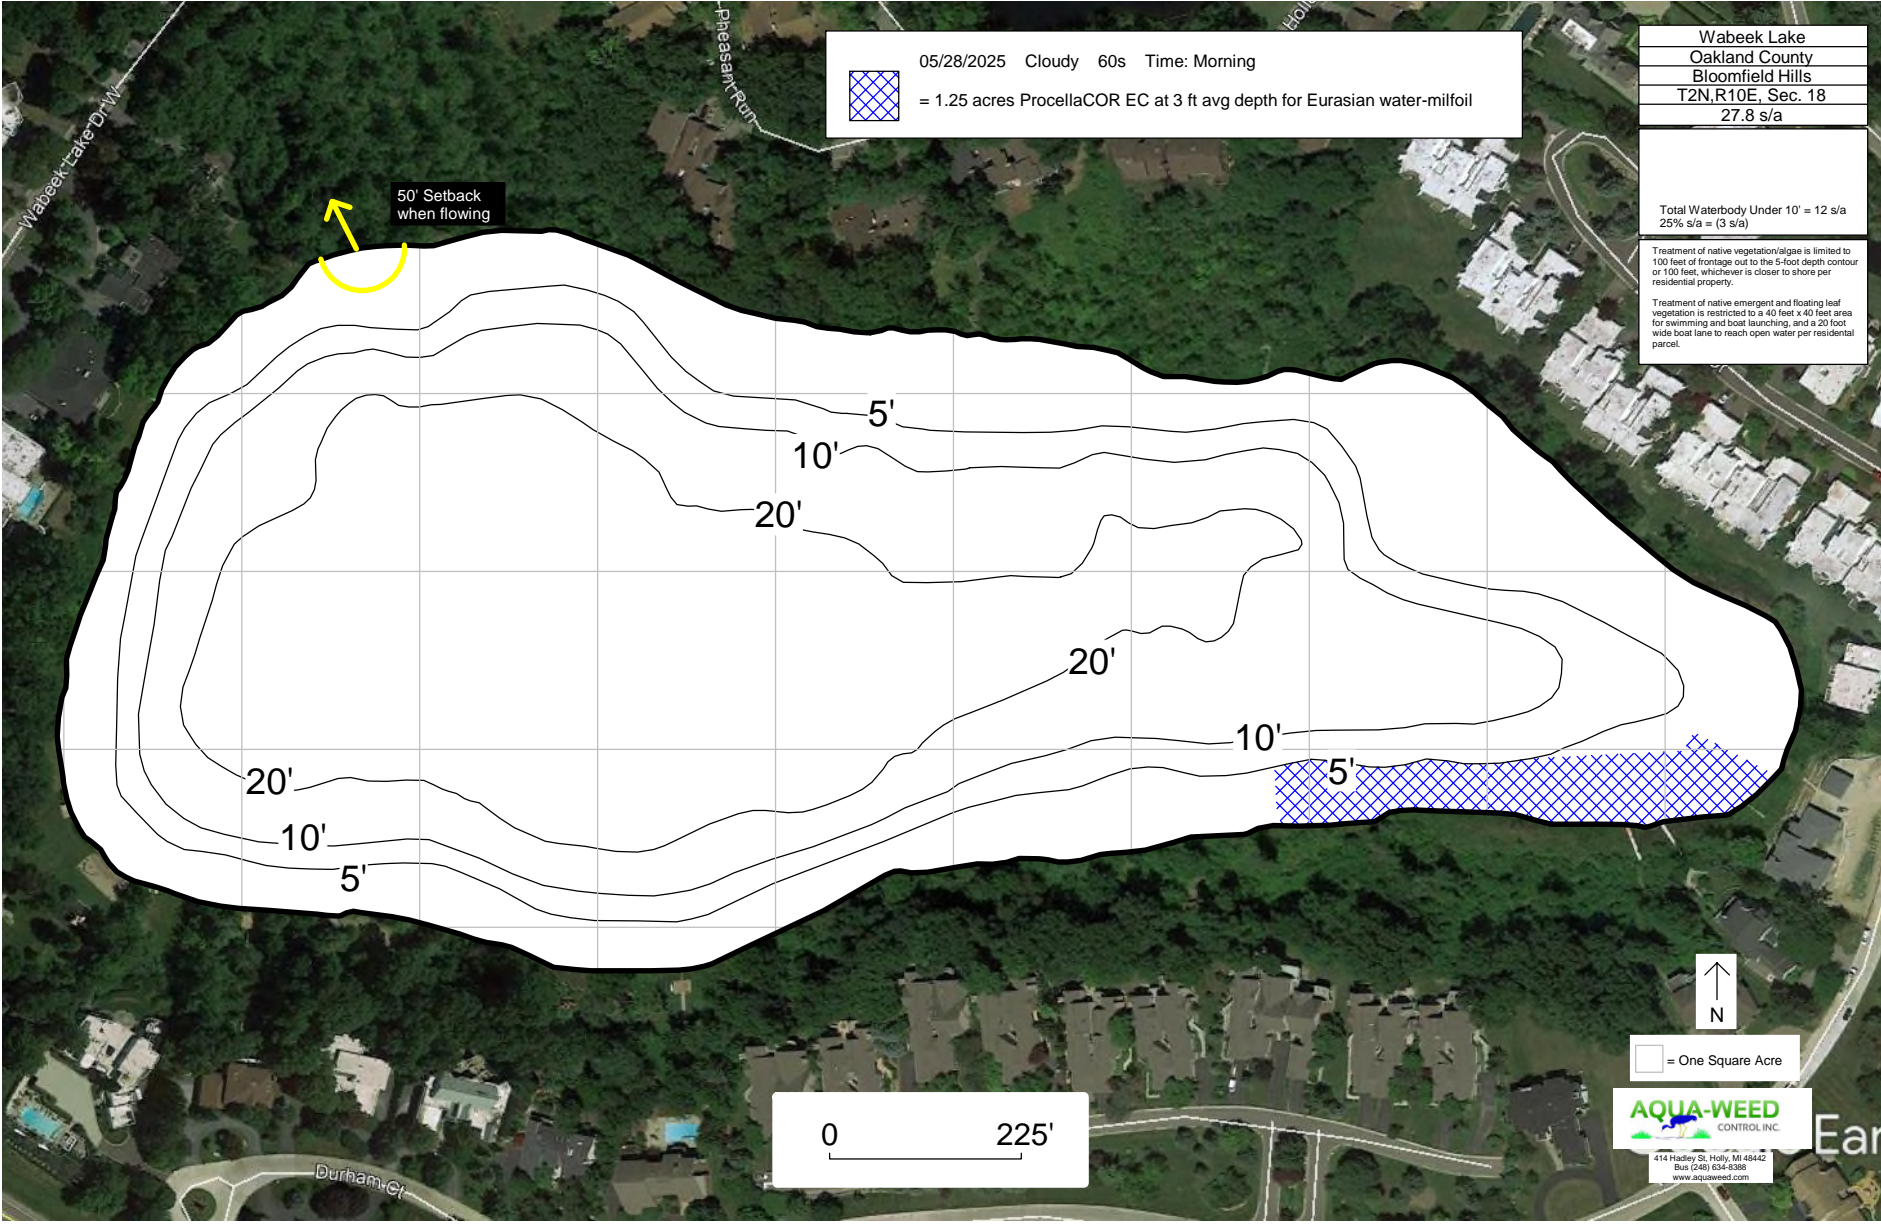 Pheasant Run
Wabeek Lake Dr W
05/28/2025 Cloudy 60s Time: Morning
= 1.25 acres ProcellaCOR EC at 3 ft avg depth for Eurasian water-milfoil
Wabeek Lake
Oakland County
Bloomfield Hills
T2N,R10E, Sec. 18
27.8 s/a
Total Waterbody Under 10' = 12 s/a
25% s/a = (3 s/a)
Treatment of native vegetation/algae is limited to
100 feet of frontage out to the 5-foot depth contour
or 100 feet, whichever is closer to shore per
residential property.
Treatment of native emergent and floating leaf
vegetation is restricted to a 40 feet x 40 feet area
for swimming and boat launching, and a 20 foot
wide boat lane to reach open water per residental
parcel.
50' Setback
when flowing
5'
10'
20'
20'
10'
5'
20'
10'
5'
N
= One Square Acre
AQUA-WEED
CONTROL INC.
414 Hadley St, Holly, MI 48442
Bus (248) 634-8388
www.aquaweed.com
0 225'
Durham Ct